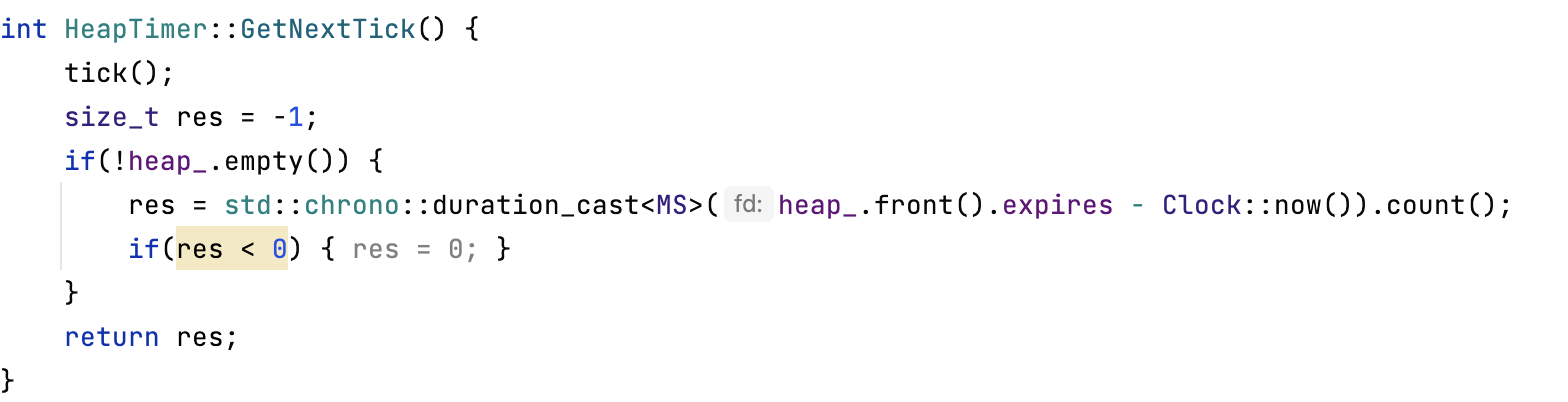 int HeapTimer::GetNextTick() {
    tick();
    size_t res = -1;
    if(!heap_.empty()) {
        res = std::chrono::duration_cast<MS>( fd: heap_.front().expires - Clock::now()).count();
        if(res < 0) { res = 0; }
    }
    return res;
}